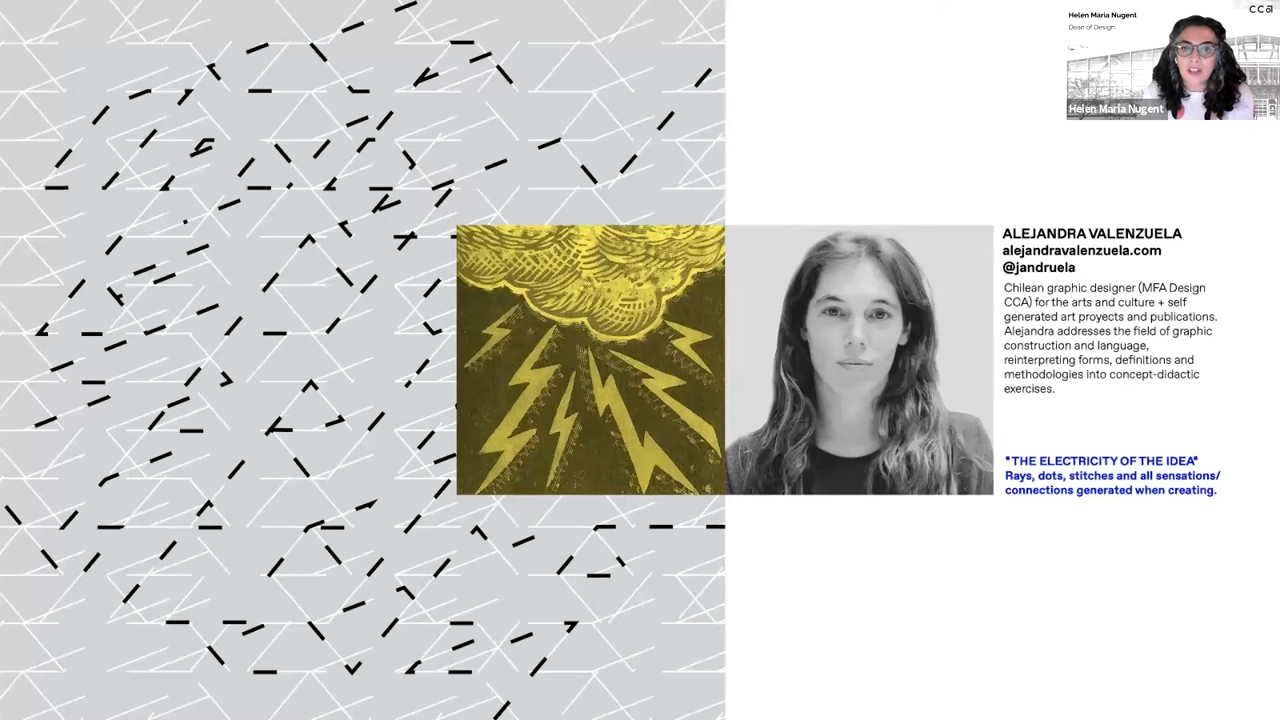 Helen Maria Nugent
Dean of Design
CCA
Helen Maria Nugent
ALEJANDRA VALENZUELA
alejandravalenzuela.com
@jandruela
Chilean graphic designer (MFA Design
CCA) for the arts and culture + self
generated art proyects and publications.
Alejandra addresses the field of graphic
construction and language,
reinterpreting forms, definitions and
methodologies into concept-didactic
exercises.
"THE ELECTRICITY OF THE IDEA"
Rays, dots, stitches and all sensations/
connections generated when creating.